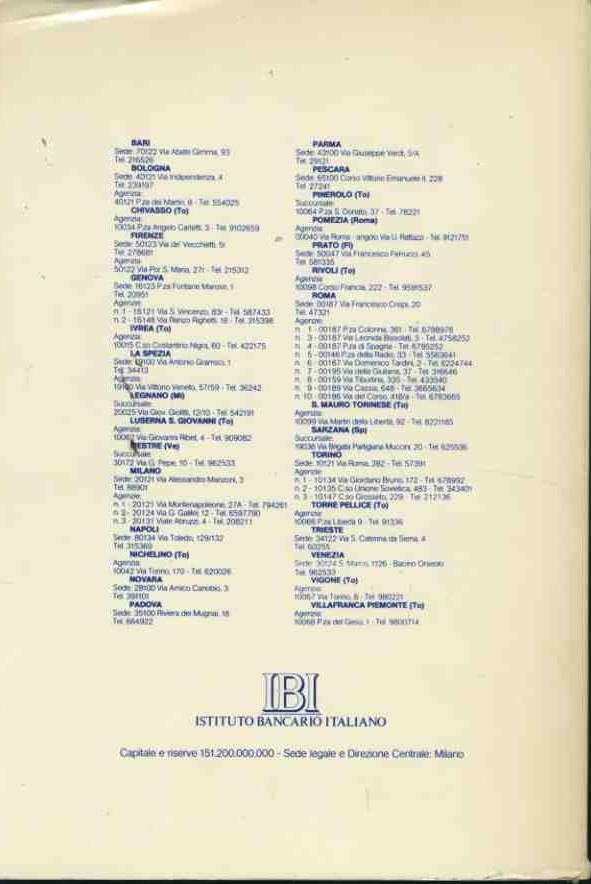 BARI
Sede: 70122 Via Abate Gimma, 93
Tel. 216526
BOLOGNA
Sede: 40121 Via Indipendenza, 4
Tel. 239197
Agenzia:
40121 P.za dei Martiri, 8 - Tel. 554025
CHIVASSO (To)
Agenzia:
10034 P.za Angelo Carletti, 3 - Tel. 9102659
FIRENZE
Sede: 50123 Via de' Vecchietti, 5r
Tel. 278681
Agenzia:
50122 Via Por S. Maria, 27r - Tel. 215312
GENOVA
Sede: 16123 P.za Fontane Marose, 1
Tel. 20951
Agenzie:
n. 1 - 16121 Via S. Vincenzo, 83r - Tel. 587433
n. 2 - 16148 Via Renzo Righetti, 18 - Tel. 315398
IVREA (To)
Agenzia:
10015 C.so Costantino Nigra, 60 - Tel. 422175
LA SPEZIA
Sede: 19100 Via Antonio Gramsci, 1
Tel. 34413
Agenzia:
19100 Via Vittorio Veneto, 57/59 - Tel. 36242
LEGNANO (Mi)
Succursale:
20025 Via Giov. Giolitti, 12/10 - Tel. 542191
LUSERNA S. GIOVANNI (To)
Agenzia:
10062 Via Giovanni Ribet, 4 - Tel. 909082
MESTRE (Ve)
Succursale:
30172 Via G. Pepe, 10 - Tel. 962533
MILANO
Sede: 20121 Via Alessandro Manzoni, 3
Tel. 88901
Agenzie:
n. 1 - 20121 Via Montenapoleone, 27A - Tel. 794261
n. 2 - 20124 Via G. Galilei, 12 - Tel. 6597790
n. 3 - 20131 Viale Abruzzi, 4 - Tel. 208211
NAPOLI
Sede: 80134 Via Toledo, 129/132
Tel. 315369
NICHELINO (To)
Agenzia:
10042 Via Torino, 170 - Tel. 620026
NOVARA
Sede: 28100 Via Amico Canobio, 3
Tel. 391101
PADOVA
Sede: 35100 Riviera dei Mugnai, 18
Tel. 664922
PARMA
Sede: 43100 Via Giuseppe Verdi, 5/A
Tel. 29121
PESCARA
Sede: 65100 Corso Vittorio Emanuele II, 228
Tel. 27241
PINEROLO (To)
Succursale:
10064 P.za S. Donato, 37 - Tel. 78221
POMEZIA (Roma)
Agenzia:
00040 Via Roma - angolo Via U. Rattazzi - Tel. 9121751
PRATO (Fi)
Sede: 50047 Via Francesco Ferrucci, 45
Tel. 581335
RIVOLI (To)
Agenzia:
10098 Corso Francia, 222 - Tel. 9591537
ROMA
Sede: 00187 Via Francesco Crispi, 20
Tel. 47321
Agenzie:
n. 1 - 00187 P.za Colonna, 361 - Tel. 6798978
n. 3 - 00187 Via Leonida Bissolati, 3 - Tel. 4758252
n. 4 - 00187 P.za di Spagna - Tel. 6795252
n. 5 - 00146 P.za della Radio, 33 - Tel. 5563641
n. 6 - 00167 Via Domenico Tardini, 2 - Tel. 6224744
n. 7 - 00195 Via delle Giuliana, 37 - Tel. 316646
n. 8 - 00159 Via Tiburtina, 335 - Tel. 433540
n. 9 - 00189 Via Cassia, 648 - Tel. 3665634
n. 10 - 00186 Via del Corso, 418/a - Tel. 6783665
S. MAURO TORINESE (To)
Agenzia:
10099 Via Martiri della Libertà, 92 - Tel. 8221185
SARZANA (Sp)
Succursale:
19038 Via Brigata Partigiana Muccini, 20 - Tel. 625536
TORINO
Sede: 10121 Via Roma, 282 - Tel. 57391
Agenzie:
n. 1 - 10134 Via Giordano Bruno, 172 - Tel. 678992
n. 2 - 10135 C.so Unione Sovietica, 483 - Tel. 343401
n. 3 - 10147 C.so Grosseto, 229 - Tel. 212136
TORRE PELLICE (To)
Agenzia:
10066 P.za Libertà 9 - Tel. 91336
TRIESTE
Sede: 34122 Via S. Caterina da Siena, 4
Tel. 60255
VENEZIA
Sede: 30124 S. Marco, 1126 - Bacino Orseolo
Tel. 962533
VIGONE (To)
Agenzia:
10067 Via Torino, 8 - Tel. 980221
VILLAFRANCA PIEMONTE (To)
Agenzia:
10068 P.za del Gesù, 1 - Tel. 9800714
IBI
ISTITUTO BANCARIO ITALIANO
Capitale e riserve 151.200.000.000 - Sede legale e Direzione Centrale: Milano